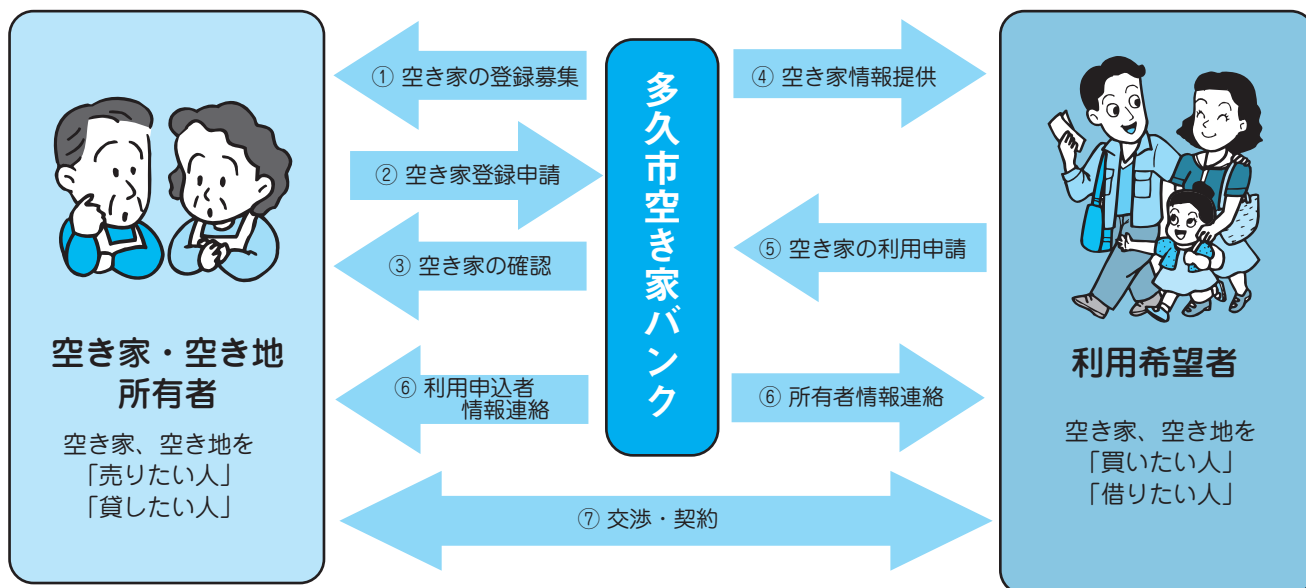 ① 空き家の登録募集
② 空き家登録申請
③ 空き家の確認
⑥ 利用申込者
情報連絡
多久市空き家バンク
④ 空き家情報提供
⑤ 空き家の利用申請
⑥ 所有者情報連絡
⑦ 交渉・契約
空き家・空き地
所有者
空き家、空き地を
「売りたい人」
「貸したい人」
利用希望者
空き家、空き地を
「買いたい人」
「借りたい人」